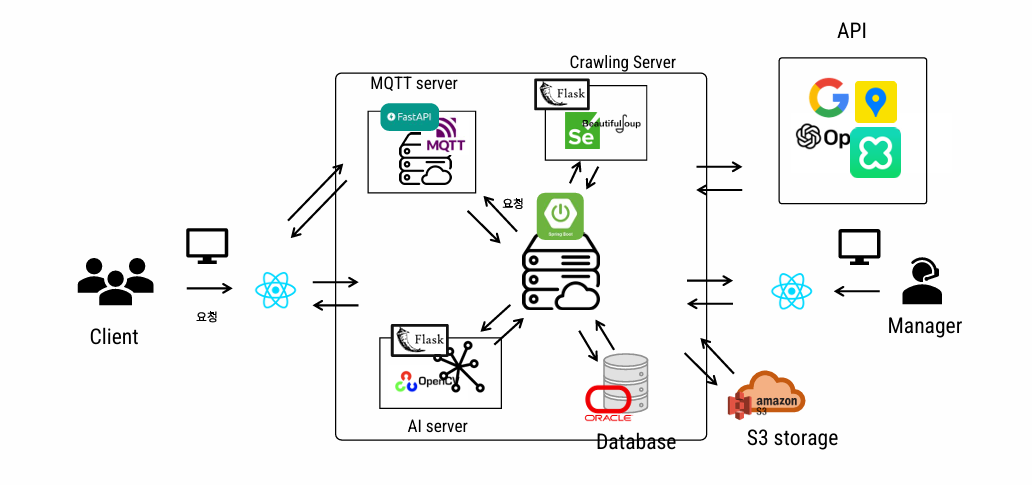 API
Crawling Server
MQTT server
Flask
FastAPI
MQTT
Se
BeautifulSoup
Op
요청
Spring Boot
Client
요청
Manager
Flask
OpenCV
AI server
ORACLE
Database
amazon
S3
S3 storage